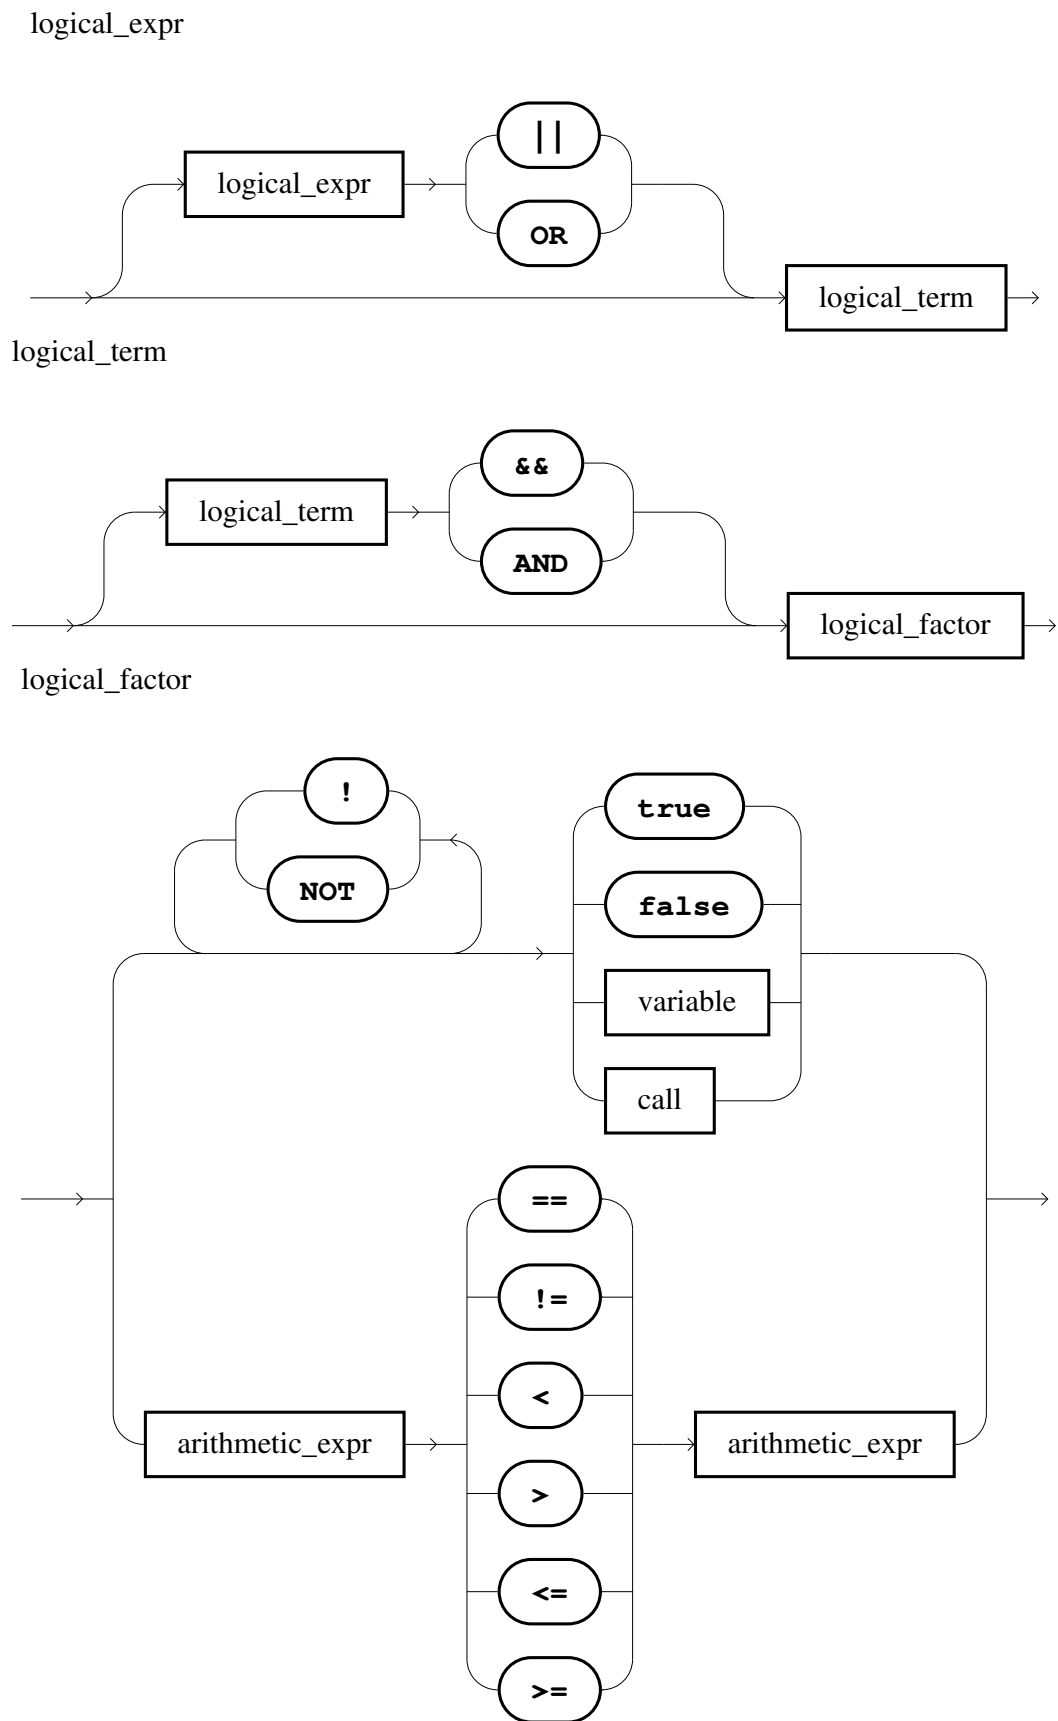 logical_expr
||
logical_expr
OR
logical_term
logical_term
&&
logical_term
AND
logical_factor
logical_factor
!
true
NOT
false
variable
call
==
!=
<
arithmetic_expr
arithmetic_expr
>
<=
>=